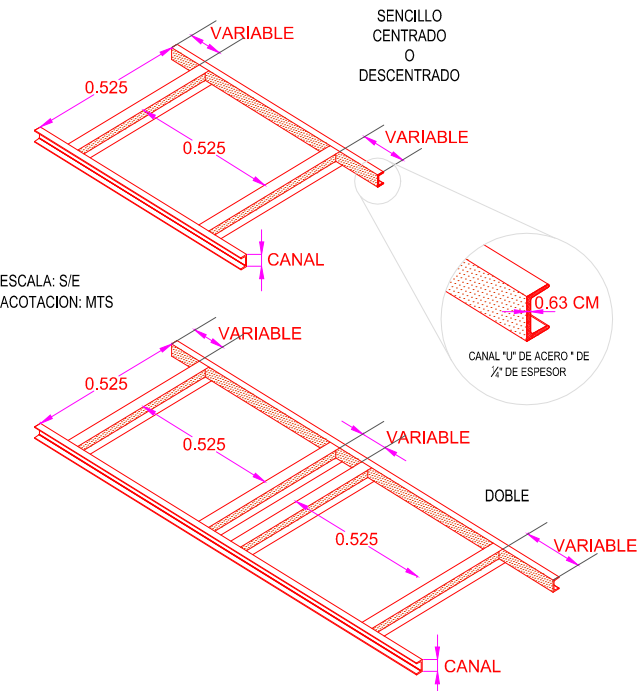 SENCILLO
CENTRADO
O
DESCENTRADO
VARIABLE
0.525
0.525
VARIABLE
CANAL
ESCALA: S/E
ACOTACION: MTS
0.63 CM
CANAL "U" DE ACERO " DE
¼" DE ESPESOR
VARIABLE
0.525
0.525
VARIABLE
DOBLE
0.525
VARIABLE
CANAL